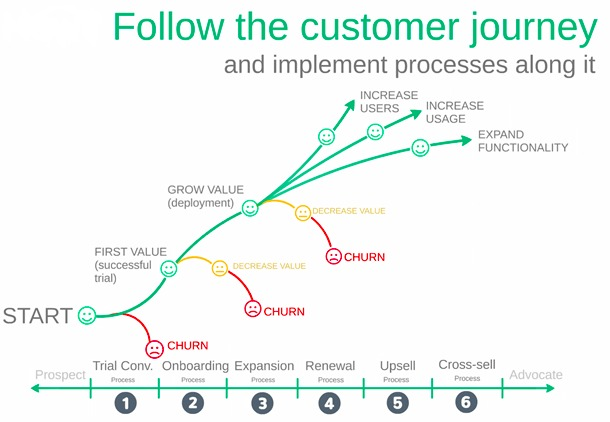 Follow the customer journey
and implement processes along it
INCREASE
USERS
INCREASE
USAGE
EXPAND
FUNCTIONALITY
GROW VALUE
(deployment)
DECREASE VALUE
CHURN
FIRST VALUE
(successful
trial)
DECREASE VALUE
CHURN
START
CHURN
Prospect
Trial Conv.
Process
1
Onboarding
Process
2
Expansion
Process
3
Renewal
Process
4
Upsell
Process
5
Cross-sell
Process
6
Advocate